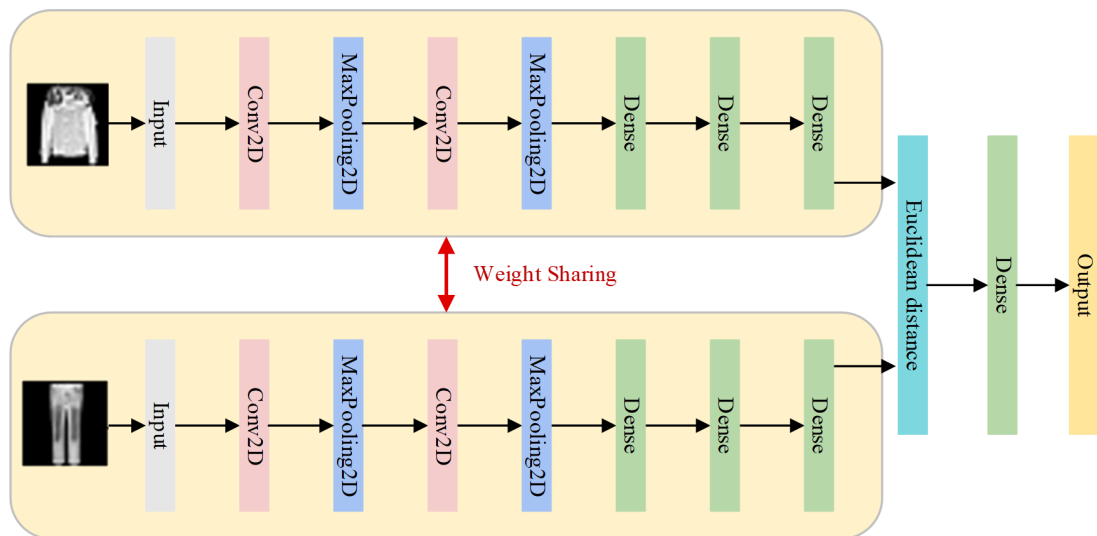 Input
Conv2D
MaxPooling2D
Conv2D
MaxPooling2D
Dense
Dense
Dense
Weight Sharing
Input
Conv2D
MaxPooling2D
Conv2D
MaxPooling2D
Dense
Dense
Dense
Euclidean distance
Dense
Output